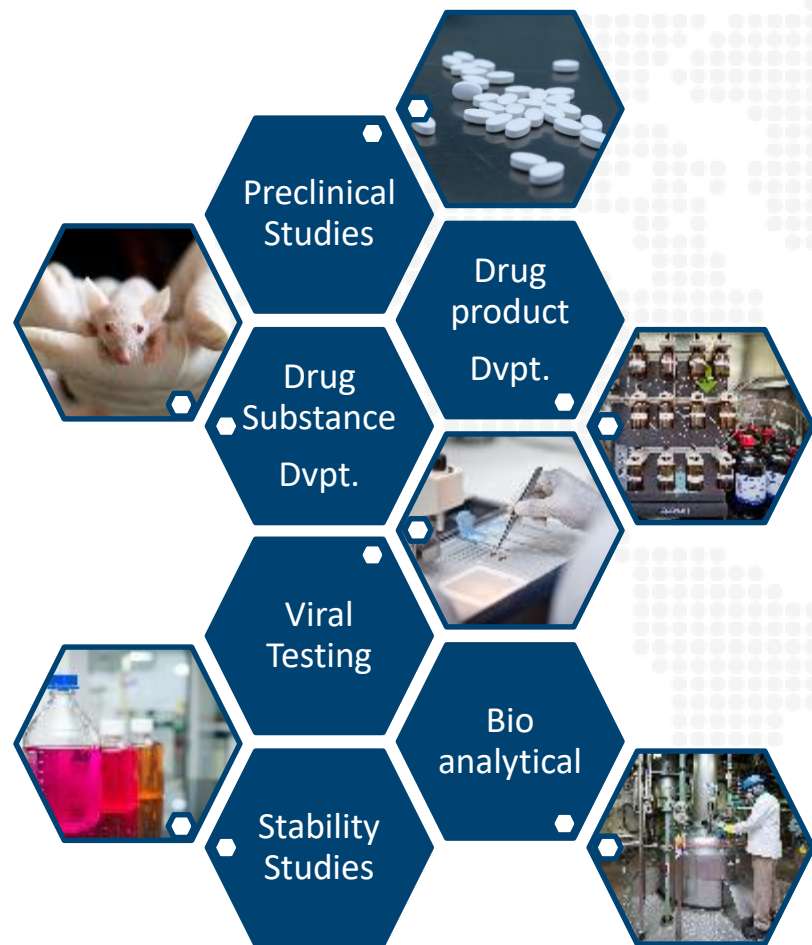 Preclinical
Studies
Drug
product
Dvpt.
Drug
Substance
Dvpt.
Viral
Testing
Bio
analytical
Stability
Studies